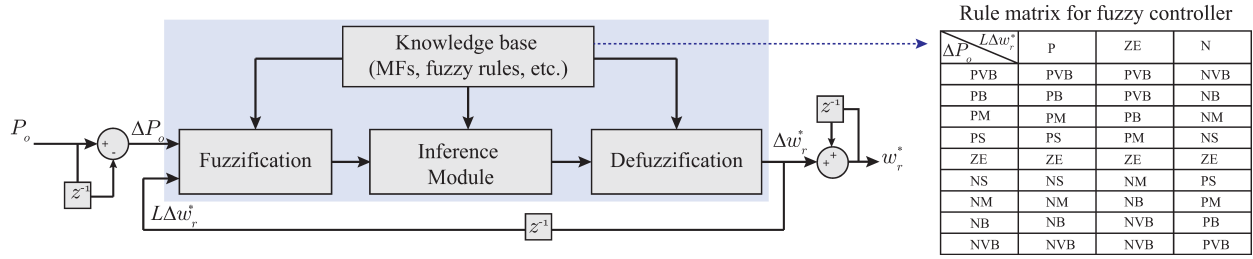 Knowledge base
(MFs, fuzzy rules, etc.)
P_o
+
-
z⁻¹
ΔP_o
Fuzzification
Inference
Module
Defuzzification
Δw_r^*
z⁻¹
+
+
w_r^*
LΔw_r^*
z⁻¹
Rule matrix for fuzzy controller
ΔP_o LΔw_r^* P ZE N
PVB PVB PVB NVB
PB PB PVB NB
PM PM PB NM
PS PS PM NS
ZE ZE ZE ZE
NS NS NM PS
NM NM NB PM
NB NB NVB PB
NVB NVB NVB PVB